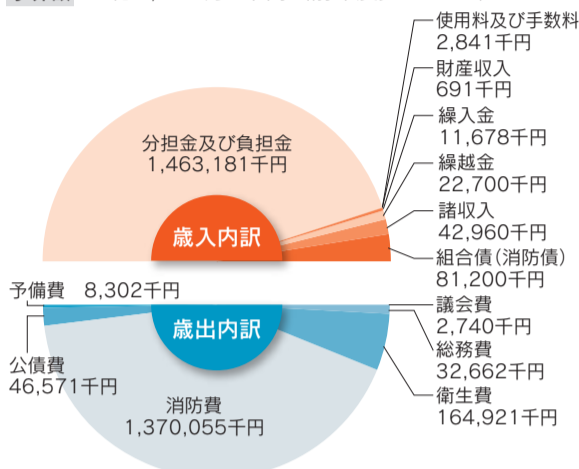 使用料及び手数料
2,841千円
財産収入
691千円
繰入金
11,678千円
繰越金
22,700千円
諸収入
42,960千円
組合債(消防債)
81,200千円
分担金及び負担金
1,463,181千円
歳入内訳
予備費 8,302千円
公債費
46,571千円
歳出内訳
消防費
1,370,055千円
議会費
2,740千円
総務費
32,662千円
衛生費
164,921千円